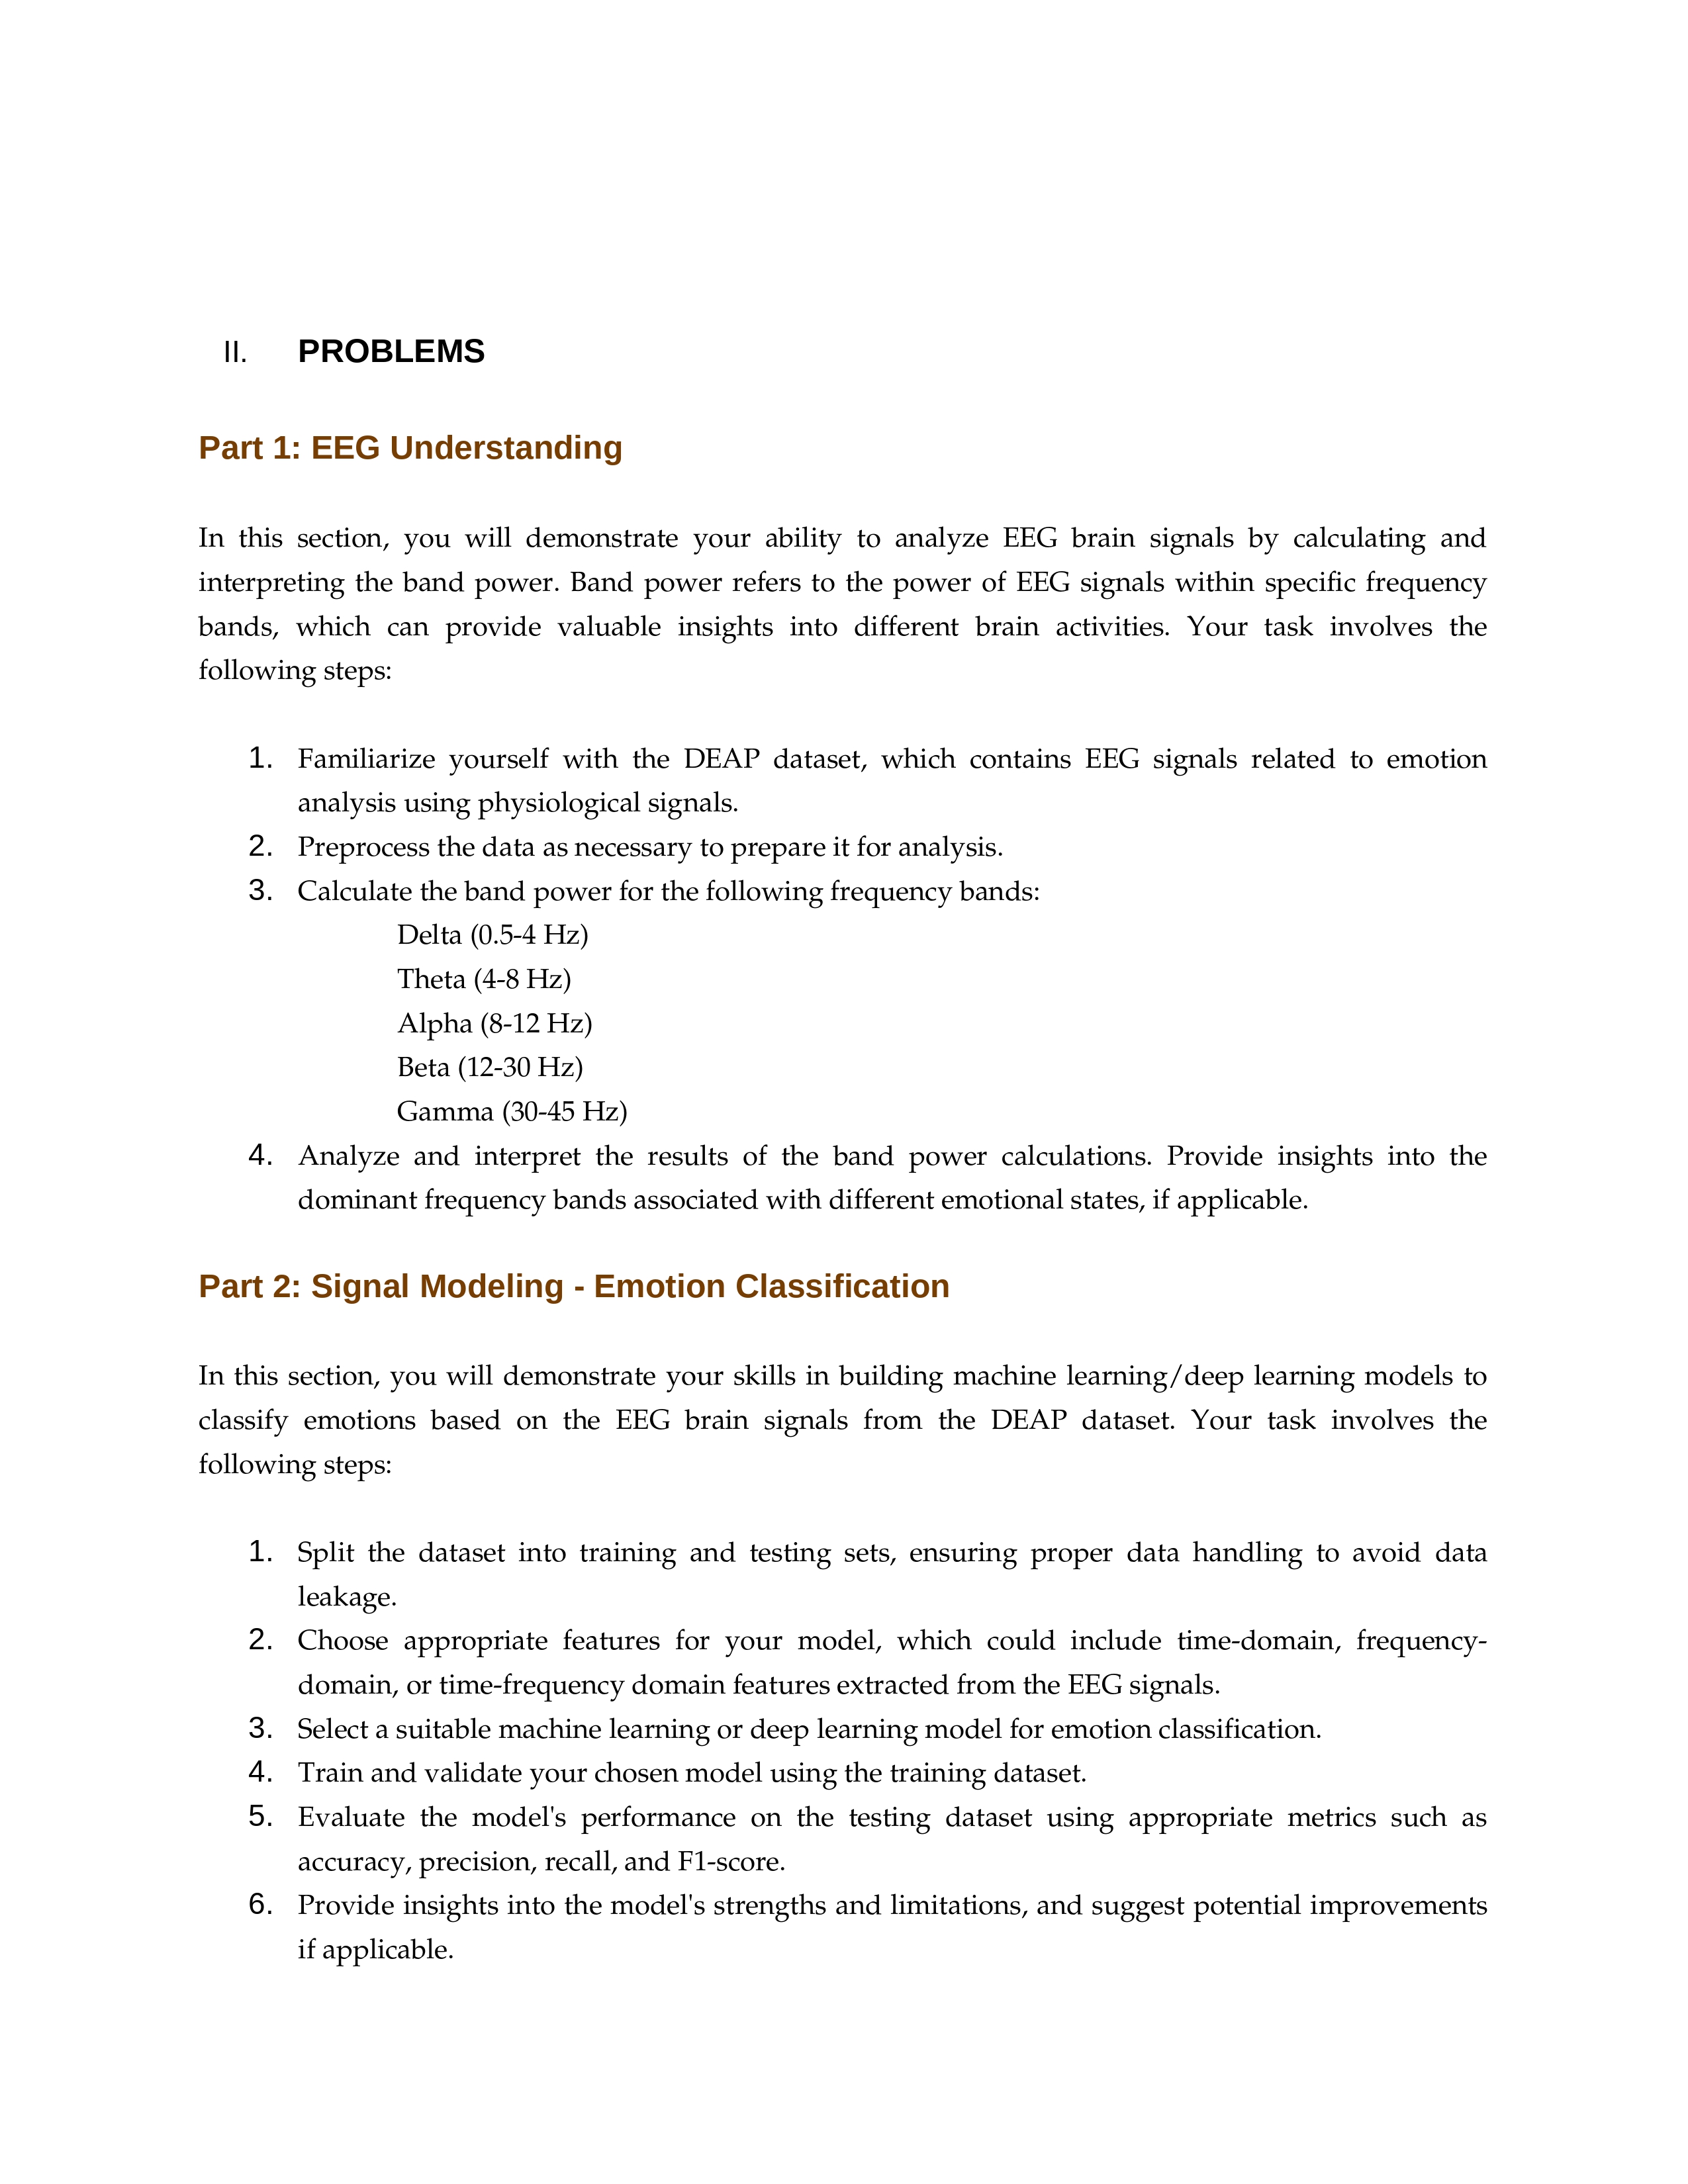 II. PROBLEMS
Part 1: EEG Understanding
In this section, you will demonstrate your ability to analyze EEG brain signals by calculating and
interpreting the band power. Band power refers to the power of EEG signals within specific frequency
bands, which can provide valuable insights into different brain activities. Your task involves the
following steps:
1. Familiarize yourself with the DEAP dataset, which contains EEG signals related to emotion
analysis using physiological signals.
2. Preprocess the data as necessary to prepare it for analysis.
3. Calculate the band power for the following frequency bands:
Delta (0.5-4 Hz)
Theta (4-8 Hz)
Alpha (8-12 Hz)
Beta (12-30 Hz)
Gamma (30-45 Hz)
4. Analyze and interpret the results of the band power calculations. Provide insights into the
dominant frequency bands associated with different emotional states, if applicable.
Part 2: Signal Modeling - Emotion Classification
In this section, you will demonstrate your skills in building machine learning/deep learning models to
classify emotions based on the EEG brain signals from the DEAP dataset. Your task involves the
following steps:
1. Split the dataset into training and testing sets, ensuring proper data handling to avoid data
leakage.
2. Choose appropriate features for your model, which could include time-domain, frequency-
domain, or time-frequency domain features extracted from the EEG signals.
3. Select a suitable machine learning or deep learning model for emotion classification.
4. Train and validate your chosen model using the training dataset.
5. Evaluate the model's performance on the testing dataset using appropriate metrics such as
accuracy, precision, recall, and F1-score.
6. Provide insights into the model's strengths and limitations, and suggest potential improvements
if applicable.